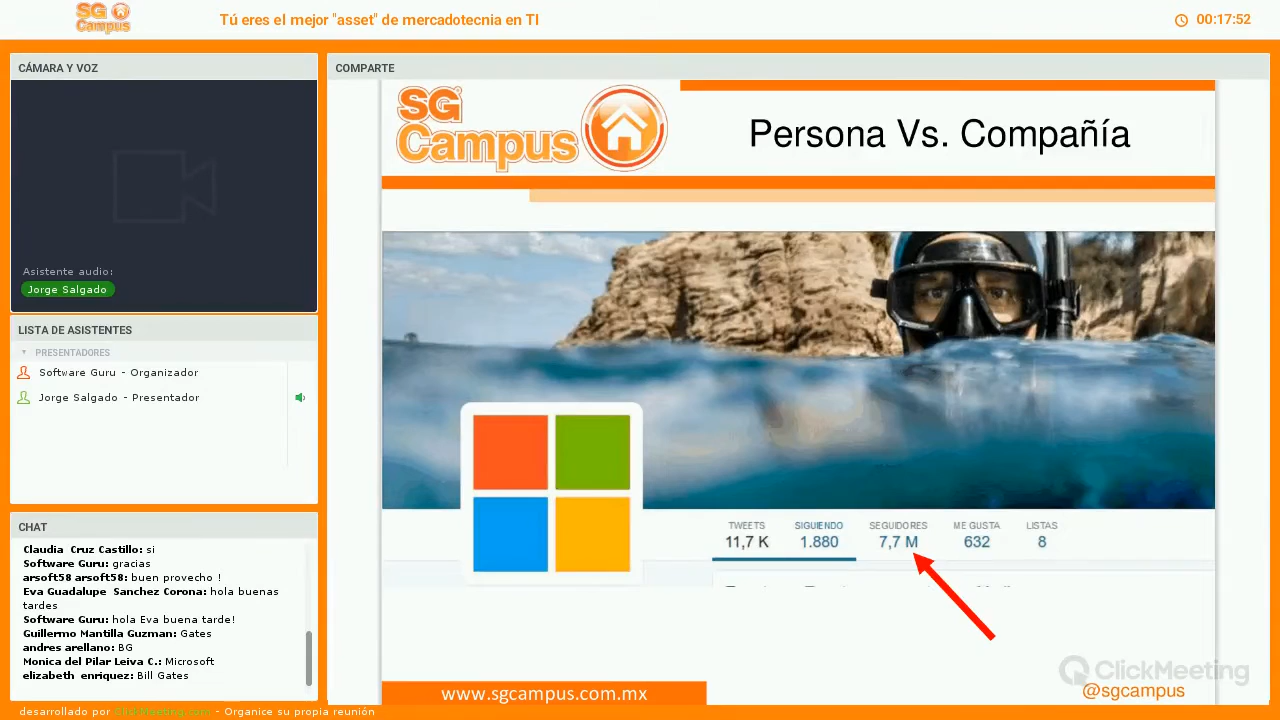 SG Campus
Tú eres el mejor "asset" de mercadotecnia en TI
00:17:52
CÁMARA Y VOZ
Asistente audio:
Jorge Salgado
LISTA DE ASISTENTES
PRESENTADORES
Software Guru - Organizador
Jorge Salgado - Presentador
CHAT
Claudia Cruz Castillo: si
Software Guru: gracias
arsoft58 arsoft58: buen provecho !
Eva Guadalupe Sanchez Corona: hola buenas
tardes
Software Guru: hola Eva buena tarde!
Guillermo Mantilla Guzman: Gates
andres arellano: BG
Monica del Pilar Leiva C.: Microsoft
elizabeth enriquez: Bill Gates
desarrollado por ClickMeeting.com - Organice su propia reunión
COMPARTE
SG
Campus
Persona Vs. Compañía
TWEETS SIGUIENDO SEGUIDORES ME GUSTA LISTAS
11,7 K 1.880 7,7 M 632 8
ClickMeeting
www.sgcampus.com.mx
@sgcampus